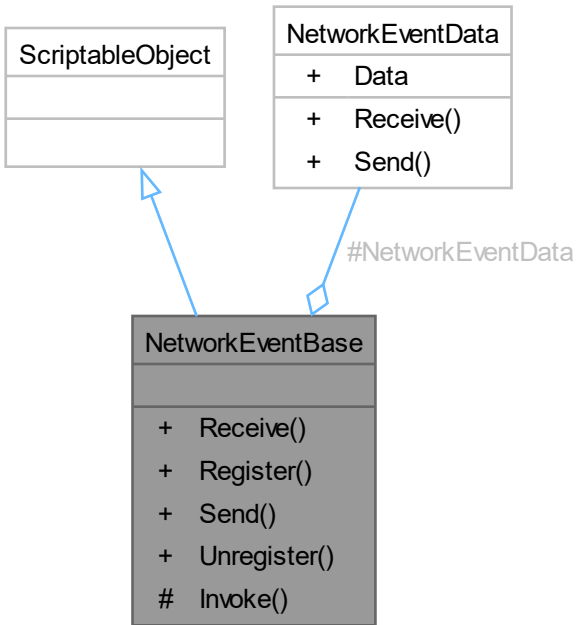 ScriptableObject
NetworkEventData
+ Data
+ Receive()
+ Send()
#NetworkEventData
NetworkEventBase
+ Receive()
+ Register()
+ Send()
+ Unregister()
# Invoke()